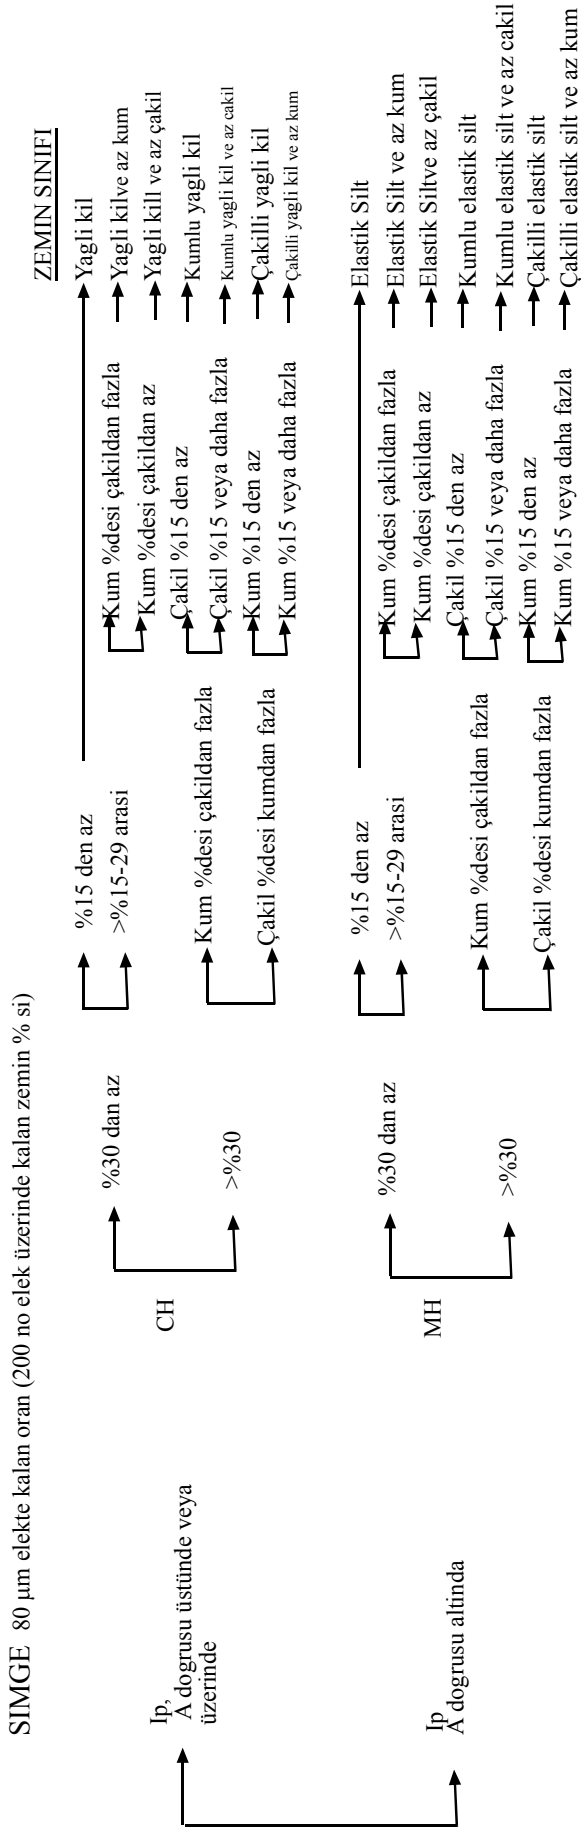 SIMGE 80 µm elekte kalan oran (200 no elek üzerinde kalan zemin % si)
ZEMIN SINIFI
Ip,
A dogrusu üstünde veya
üzerinde
CH
%30 dan az
%15 den az
Yagli kil
>%15-29 arasi
Kum %desi çakildan fazla
Yagli kilve az kum
Kum %desi çakildan az
Yagli kill ve az çakil
>%30
Kum %desi çakildan fazla
Çakil %15 den az
Kumlu yagli kil
Çakil %15 veya daha fazla
Kumlu yagli kil ve az cakil
Çakil %desi kumdan fazla
Kum %15 den az
Çakilli yagli kil
Kum %15 veya daha fazla
Çakilli yagli kil ve az kum
Ip
A dogrusu altinda
MH
%30 dan az
%15 den az
Elastik Silt
>%15-29 arasi
Kum %desi çakildan fazla
Elastik Silt ve az kum
Kum %desi çakildan az
Elastik Siltve az çakil
>%30
Kum %desi çakildan fazla
Çakil %15 den az
Kumlu elastik silt
Çakil %15 veya daha fazla
Kumlu elastik silt ve az cakil
Çakil %desi kumdan fazla
Kum %15 den az
Çakilli elastik silt
Kum %15 veya daha fazla
Çakilli elastik silt ve az kum